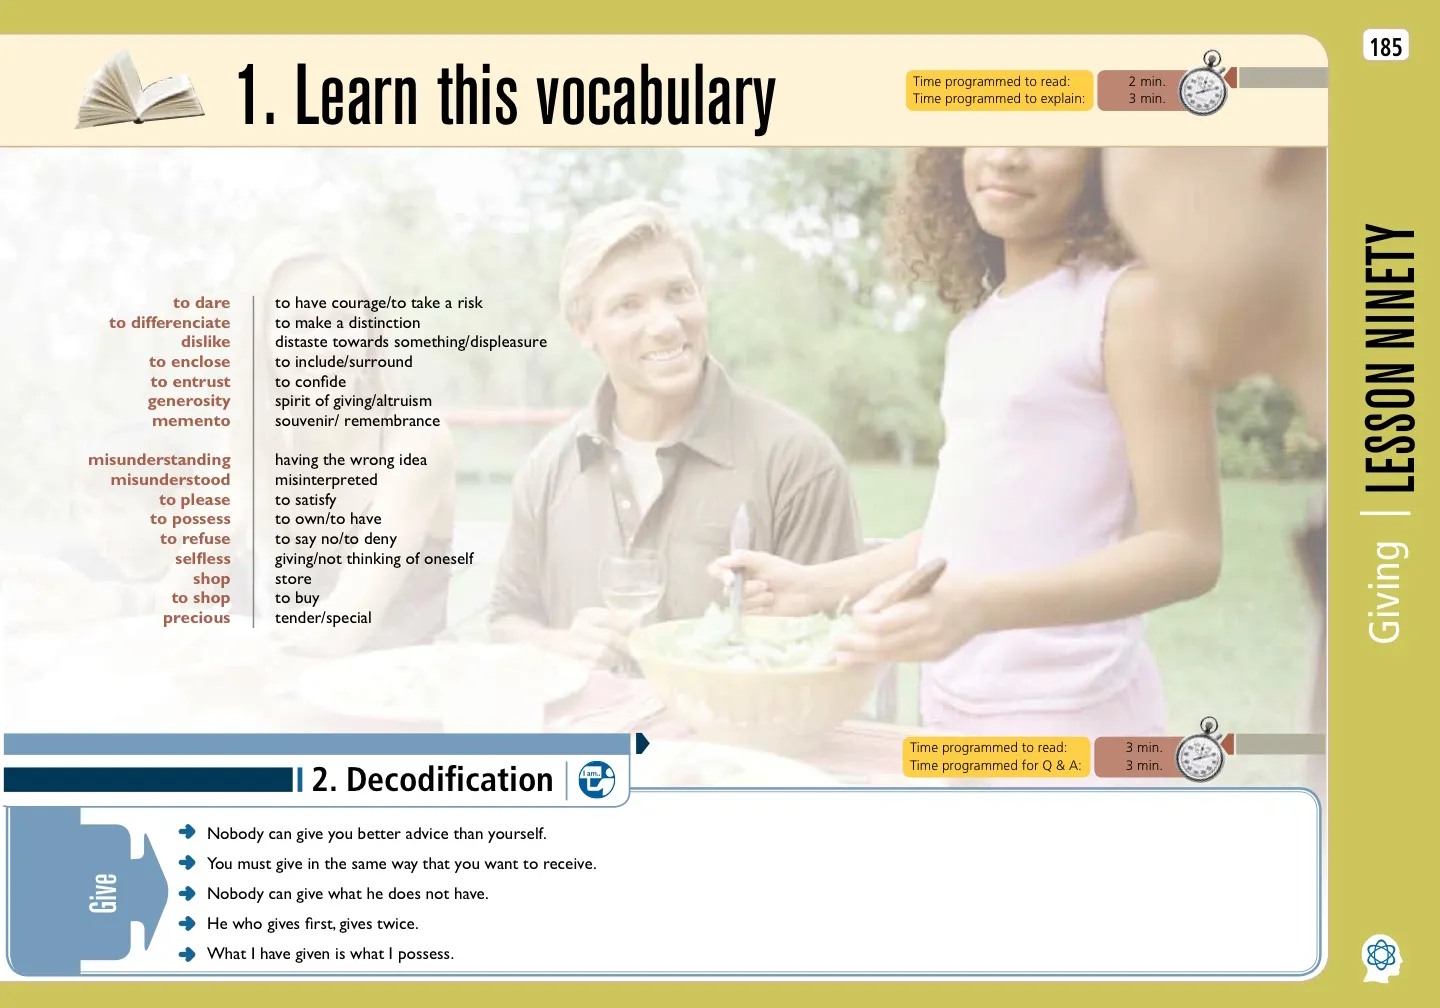 185
1. Learn this vocabulary
Time programmed to read: 2 min.
Time programmed to explain: 3 min.
to dare to have courage/to take a risk
to differenciate to make a distinction
dislike distaste towards something/displeasure
to enclose to include/surround
to entrust to confide
generosity spirit of giving/altruism
memento souvenir/ remembrance
misunderstanding having the wrong idea
misunderstood misinterpreted
to please to satisfy
to possess to own/to have
to refuse to say no/to deny
selfless giving/not thinking of oneself
shop store
to shop to buy
precious tender/special
Giving | LESSON NINETY
2. Decodification
I am..
Time programmed to read: 3 min.
Time programmed for Q & A: 3 min.
Give
Nobody can give you better advice than yourself.
You must give in the same way that you want to receive.
Nobody can give what he does not have.
He who gives first, gives twice.
What I have given is what I possess.